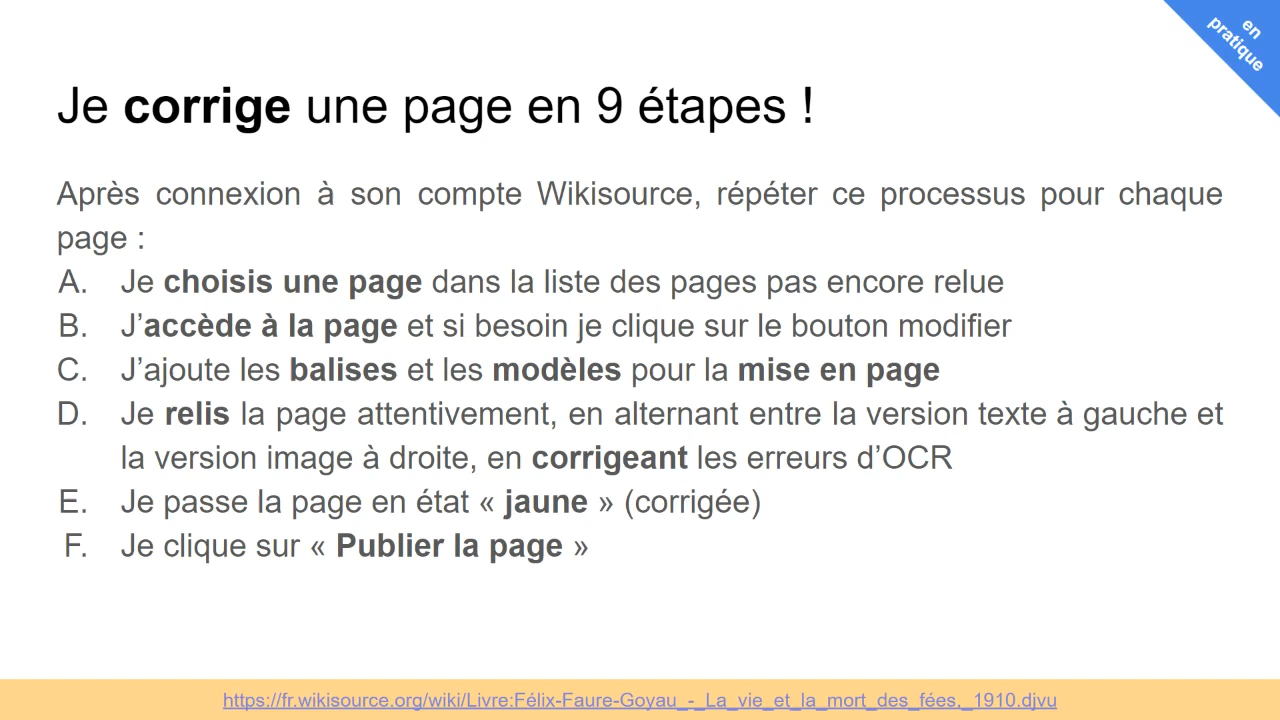 en
pratique
Je corrige une page en 9 étapes !
Après connexion à son compte Wikisource, répéter ce processus pour chaque
page :
A. Je choisis une page dans la liste des pages pas encore relue
B. J’accède à la page et si besoin je clique sur le bouton modifier
C. J’ajoute les balises et les modèles pour la mise en page
D. Je relis la page attentivement, en alternant entre la version texte à gauche et
la version image à droite, en corrigeant les erreurs d’OCR
E. Je passe la page en état « jaune » (corrigée)
F. Je clique sur « Publier la page »
https://fr.wikisource.org/wiki/Livre:Félix-Faure-Goyau_-_La_vie_et_la_mort_des_fées,_1910.djvu